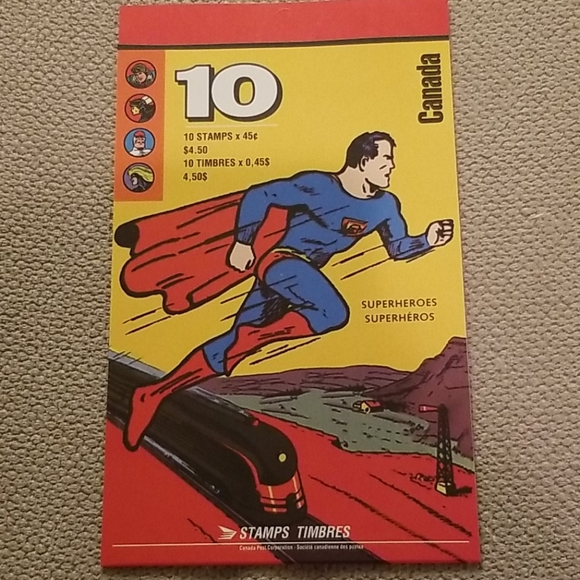 10
Canada
10 STAMPS x 45¢
$4.50
10 TIMBRES x 0,45$
4,50$
SUPERHEROES
SUPERHÉROS
STAMPS TIMBRES
Canada Post Corporation · Société canadienne des postes